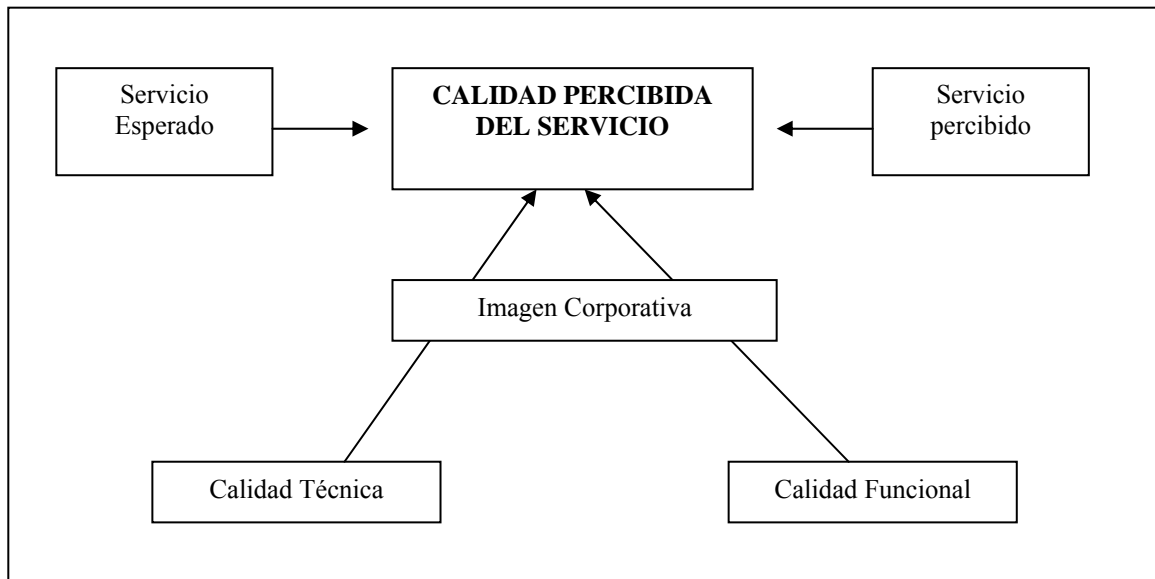 Servicio
Esperado
CALIDAD PERCIBIDA
DEL SERVICIO
Servicio
percibido
Imagen Corporativa
Calidad Técnica
Calidad Funcional